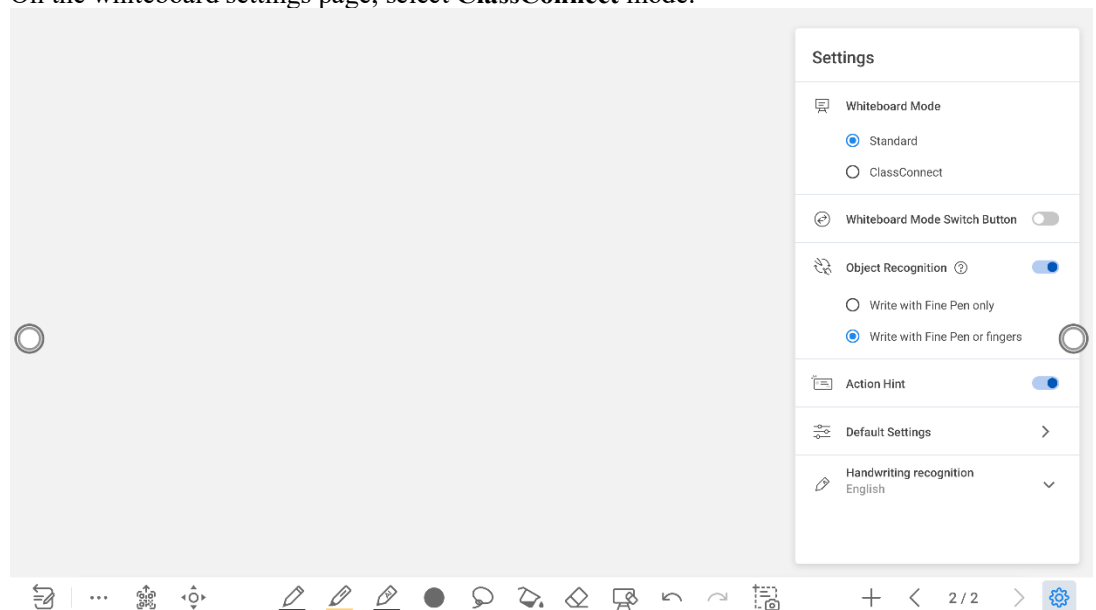 On the whiteboard settings page, select ClassConnect mode.
Settings
Whiteboard Mode
Standard
ClassConnect
Whiteboard Mode Switch Button
Object Recognition ?
Write with Fine Pen only
Write with Fine Pen or fingers
Action Hint
Default Settings
Handwriting recognition
English
AI
2 / 2